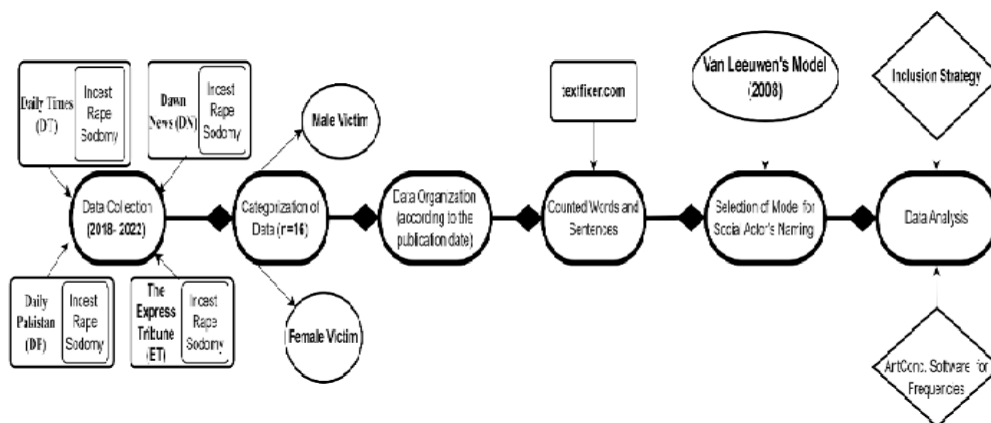 Daily Times
(DT)
Incest
Rape
Sodomy
Dawn
News (DN)
Incest
Rape
Sodomy
Male Victim
textfixer.com
Van Leeuwen's Model
(2008)
Inclusion Strategy
Data Collection
(2018- 2022)
Categorization of
Data (n=16)
Data Organization
(according to the
publication date)
Counted Words and
Sentences
Selection of Model for
Social Actor's Naming
Data Analysis
Daily
Pakistan
(DP)
Incest
Rape
Sodomy
The
Express
Tribune
(ET)
Incest
Rape
Sodomy
Female Victim
AntConc. Software for
Frequencies